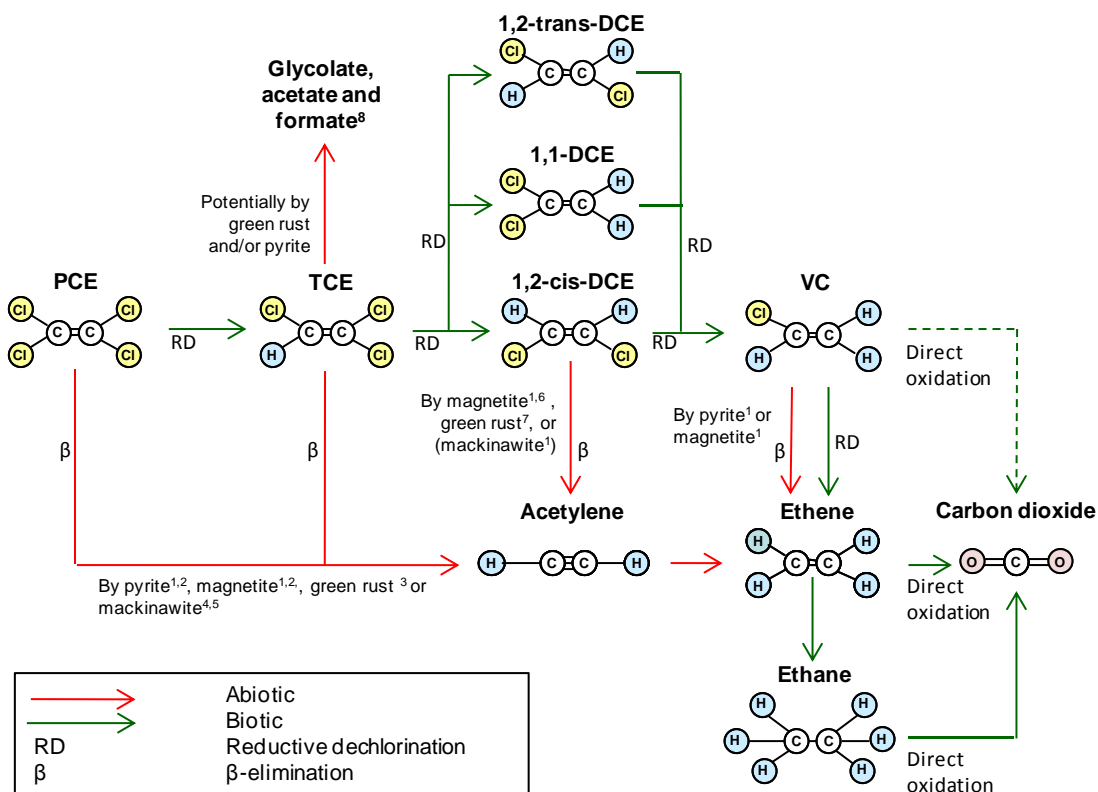 1,2-trans-DCE
Cl
H
C
C
H
Cl
Glycolate,
acetate and
formate⁸
1,1-DCE
Cl
H
C
C
Cl
H
Potentially by
green rust
and/or pyrite
RD
RD
PCE
TCE
1,2-cis-DCE
VC
Cl
Cl
C
C
Cl
Cl
RD
Cl
Cl
C
C
H
Cl
RD
H
H
C
C
Cl
Cl
RD
Cl
H
C
C
H
H
Direct
oxidation
By magnetite¹,⁶ ,
green rust⁷, or
(mackinawite¹)
By pyrite¹ or
magnetite¹
β
β
β
β
RD
Acetylene
Ethene
Carbon dioxide
H
C
C
H
H
H
C
C
H
H
O
C
O
By pyrite¹,², magnetite¹,²,, green rust ³ or
mackinawite⁴,⁵
Direct
oxidation
Ethane
H
H
H
C
C
H
H
H
Direct
oxidation
Abiotic
Biotic
RD Reductive dechlorination
β β-elimination